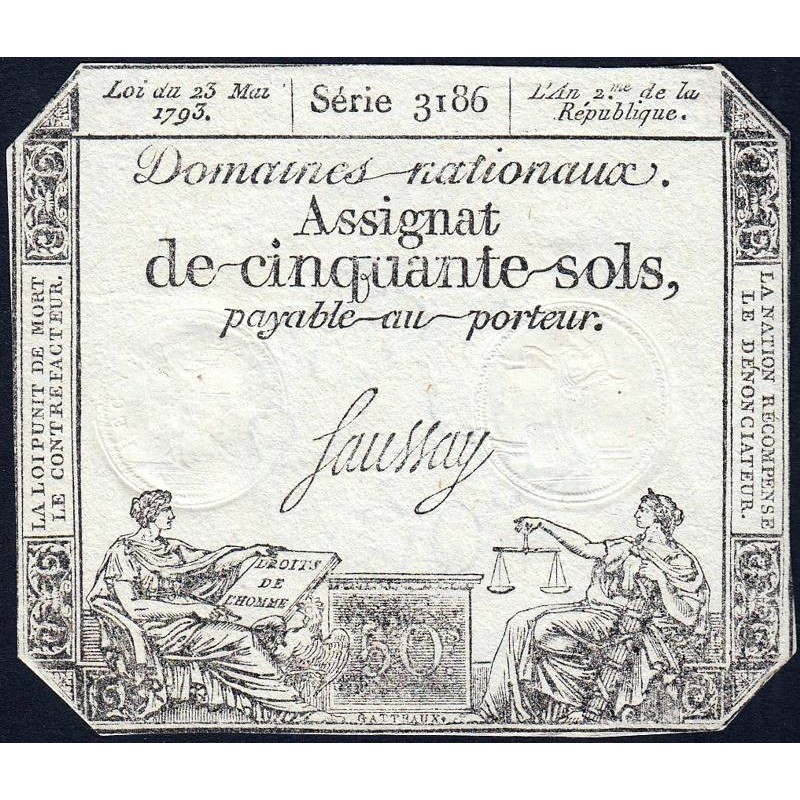 Loi du 23 Mai
1793.
Série 3186
L'An 2.me de la
République.
Domaines nationaux.
Assignat
de cinquante sols,
payable au porteur.
LA LOI PUNIT DE MORT
LE CONTREFACTEUR.
LA NATION RÉCOMPENSE
LE DÉNONCIATEUR.
Saussay
DROITS
DE
L'HOMME
50S
GATTEAUX.